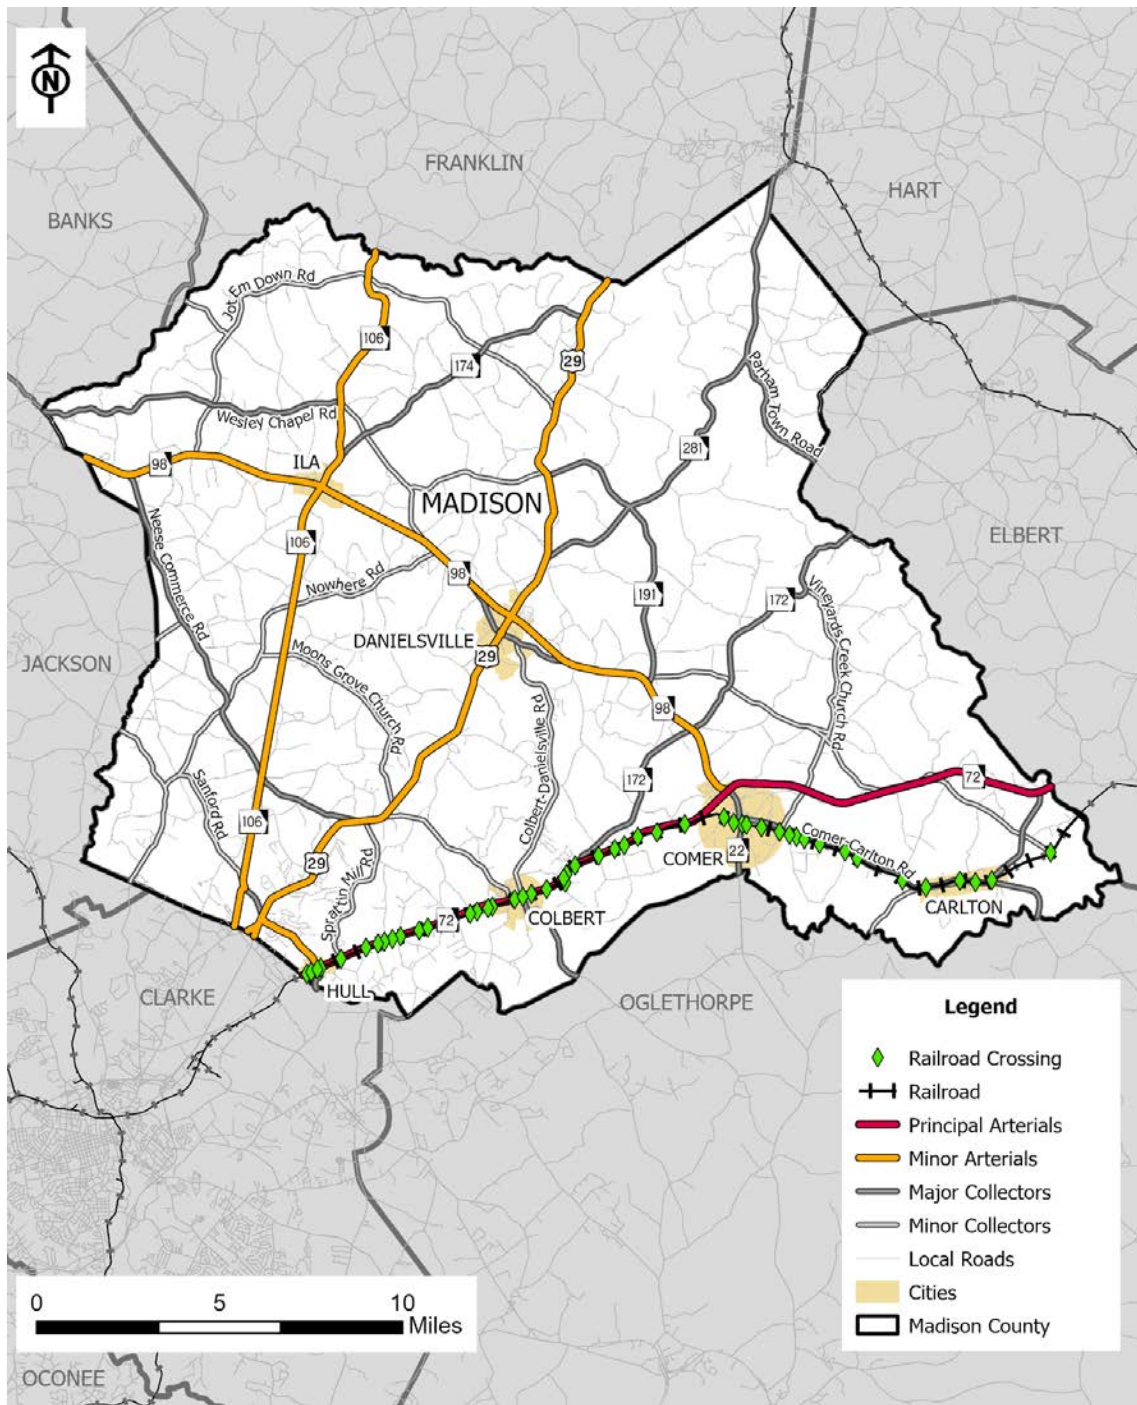 N
FRANKLIN
HART
BANKS
Jot Em Down Rd
106
174
29
Parham Town Road
Wesley Chapel Rd
281
98
ILA
MADISON
ELBERT
Neese Commerce Rd
106
Nowhere Rd
98
191
172
Vineyards Creek Church Rd
DANIELSVILLE
29
JACKSON
Moons Grove Church Rd
Colbert-Danielsville Rd
98
Sanford Rd
172
72
106
29
Spratlin Mill Rd
COMER
22
Comer-Carlton Rd
72
COLBERT
CARLTON
HULL
CLARKE
OGLETHORPE
Legend
Railroad Crossing
Railroad
Principal Arterials
Minor Arterials
Major Collectors
Minor Collectors
Local Roads
Cities
Madison County
0 5 10
Miles
OCONEE